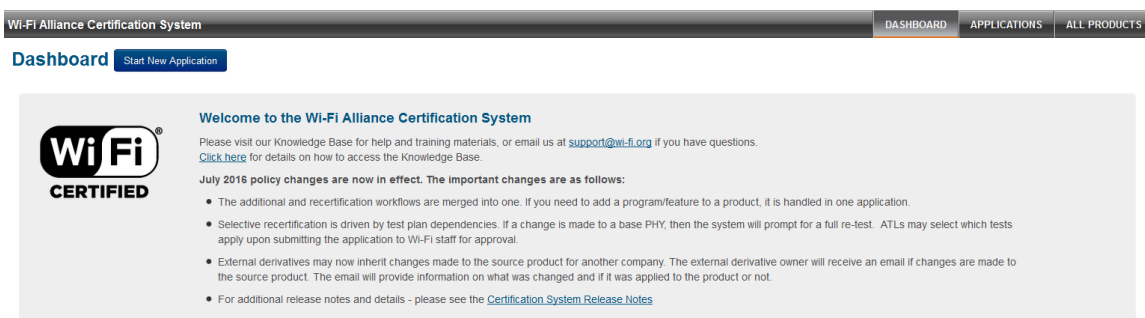 Wi-Fi Alliance Certification System
DASHBOARD APPLICATIONS ALL PRODUCTS
Dashboard Start New Application
Wi Fi ®
CERTIFIED
Welcome to the Wi-Fi Alliance Certification System
Please visit our Knowledge Base for help and training materials, or email us at support@wi-fi.org if you have questions.
Click here for details on how to access the Knowledge Base.
July 2016 policy changes are now in effect. The important changes are as follows:
• The additional and recertification workflows are merged into one. If you need to add a program/feature to a product, it is handled in one application.
• Selective recertification is driven by test plan dependencies. If a change is made to a base PHY, then the system will prompt for a full re-test. ATLs may select which tests
apply upon submitting the application to Wi-Fi staff for approval.
• External derivatives may now inherit changes made to the source product for another company. The external derivative owner will receive an email if changes are made to
the source product. The email will provide information on what was changed and if it was applied to the product or not.
• For additional release notes and details - please see the Certification System Release Notes